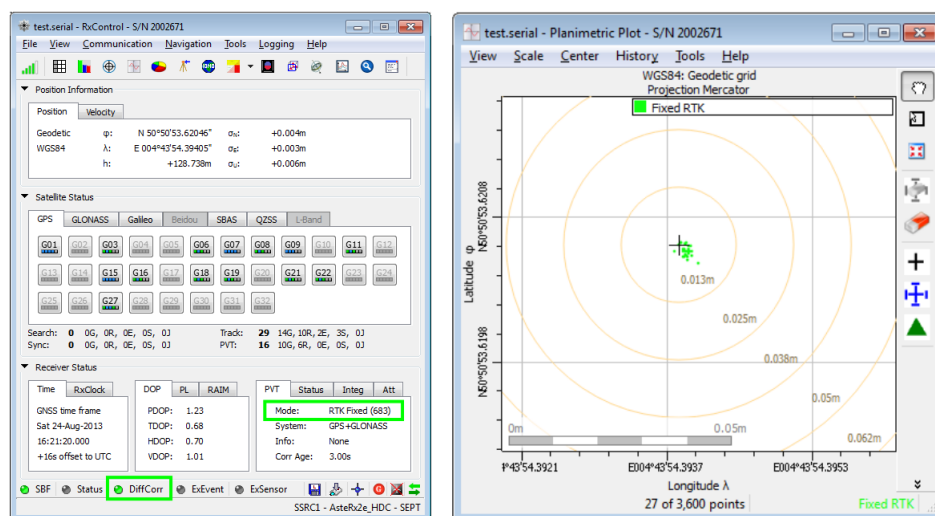 test.serial - RxControl - S/N 2002671
File View Communication Navigation Tools Logging Help
Position Information
Position Velocity
Geodetic φ: N 50°50'53.62046" σN: +0.004m
WGS84 λ: E 004°43'54.39405" σE: +0.003m
h: +128.738m σU: +0.006m
Satellite Status
GPS GLONASS Galileo Beidou SBAS QZSS L-Band
G01 G02 G03 G04 G05 G06 G07 G08 G09 G10 G11 G12
G13 G14 G15 G16 G17 G18 G19 G20 G21 G22 G23 G24
G25 G26 G27 G28 G29 G30 G31 G32
Search: 0 0G, 0R, 0E, 0S, 0J Track: 29 14G, 10R, 2E, 3S, 0J
Sync: 0 0G, 0R, 0E, 0S, 0J PVT: 16 10G, 6R, 0E, 0S, 0J
Receiver Status
Time RxClock DOP PL RAIM PVT Status Integ Att
GNSS time frame PDOP: 1.23 Mode: RTK Fixed (683)
Sat 24-Aug-2013 TDOP: 0.68 System: GPS+GLONASS
16:21:20.000 HDOP: 0.70 Info: None
+16s offset to UTC VDOP: 1.01 Corr Age: 3.00s
SBF Status DiffCorr ExEvent ExSensor
SSRC1 - AsteRx2e_HDC - SEPT
test.serial - Planimetric Plot - S/N 2002671
View Scale Center History Tools Help
WGS84: Geodetic grid
Projection Mercator
Fixed RTK
Latitude φ
N50°50'53.6208
N50°50'53.6198
0.013m
0.025m
0.038m
0.05m
0.062m
0m 0.05m
°43'54.3921 E004°43'54.3937 E004°43'54.3953
Longitude λ
27 of 3,600 points Fixed RTK